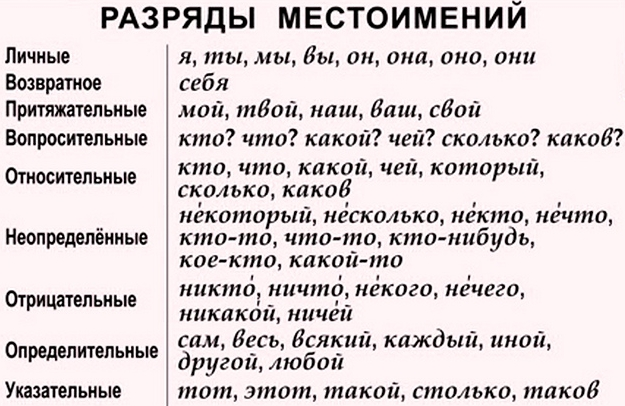 РАЗРЯДЫ МЕСТОИМЕНИЙ
Личные я, ты, мы, вы, он, она, оно, они
Возвратное себя
Притяжательные мой, твой, наш, ваш, свой
Вопросительные кто? что? какой? чей? сколько? каков?
Относительные кто, что, какой, чей, который,
сколько, каков
Неопределённые не́который, не́сколько, не́кто, не́что,
кто-то, что-то, кто-нибудь,
кое-кто, какой-то
Отрицательные никто́, ничто́, не́кого, не́чего,
никако́й, ниче́й
Определительные сам, весь, всякий, каждый, иной,
другой, любой
Указательные тот, этот, такой, столько, таков